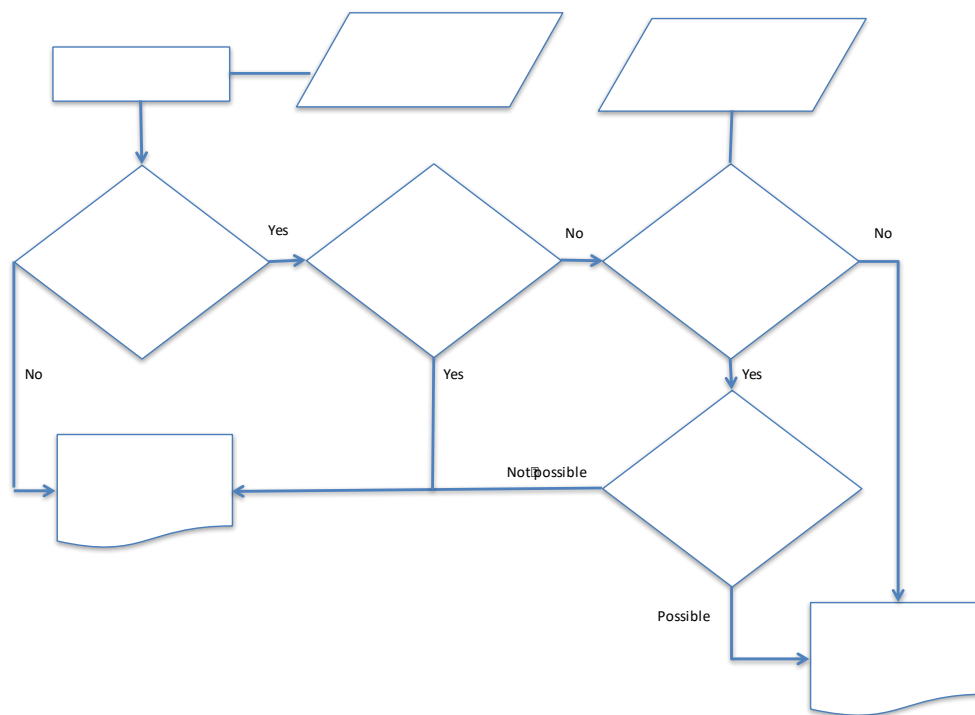 Yes
No
No
No
Yes
Yes
Not possible
Possible